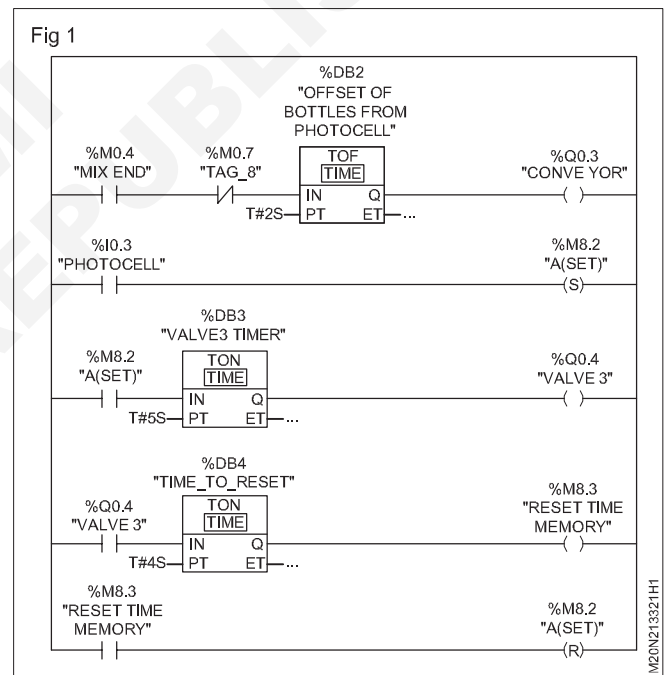 Fig 1
%DB2
"OFFSET OF
BOTTLES FROM
PHOTOCELL"
%M0.4
"MIX END"
%M0.7
"TAG_8"
TOF
TIME
IN Q
T#2S PT ET ...
%Q0.3
"CONVE YOR"
%I0.3
"PHOTOCELL"
%M8.2
"A(SET)"
(S)
%DB3
"VALVE3 TIMER"
%M8.2
"A(SET)"
TON
TIME
IN Q
T#5S PT ET ...
%Q0.4
"VALVE 3"
%DB4
"TIME_TO_RESET"
%Q0.4
"VALVE 3"
TON
TIME
IN Q
T#4S PT ET ...
%M8.3
"RESET TIME
MEMORY"
%M8.3
"RESET TIME
MEMORY"
%M8.2
"A(SET)"
(R)
M20N213321H1